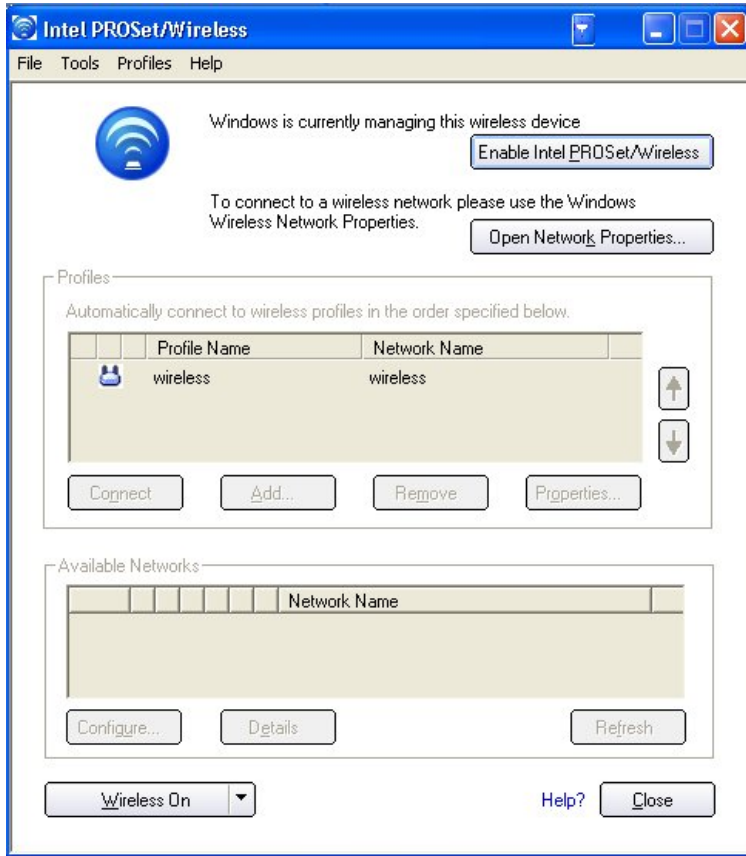 Intel PROSet/Wireless
File Tools Profiles Help
Windows is currently managing this wireless device
Enable Intel PROSet/Wireless
To connect to a wireless network please use the Windows
Wireless Network Properties.
Open Network Properties...
Profiles
Automatically connect to wireless profiles in the order specified below.
Profile Name Network Name
wireless wireless
Connect Add... Remove Properties...
Available Networks
Network Name
Configure... Details Refresh
Wireless On Help? Close